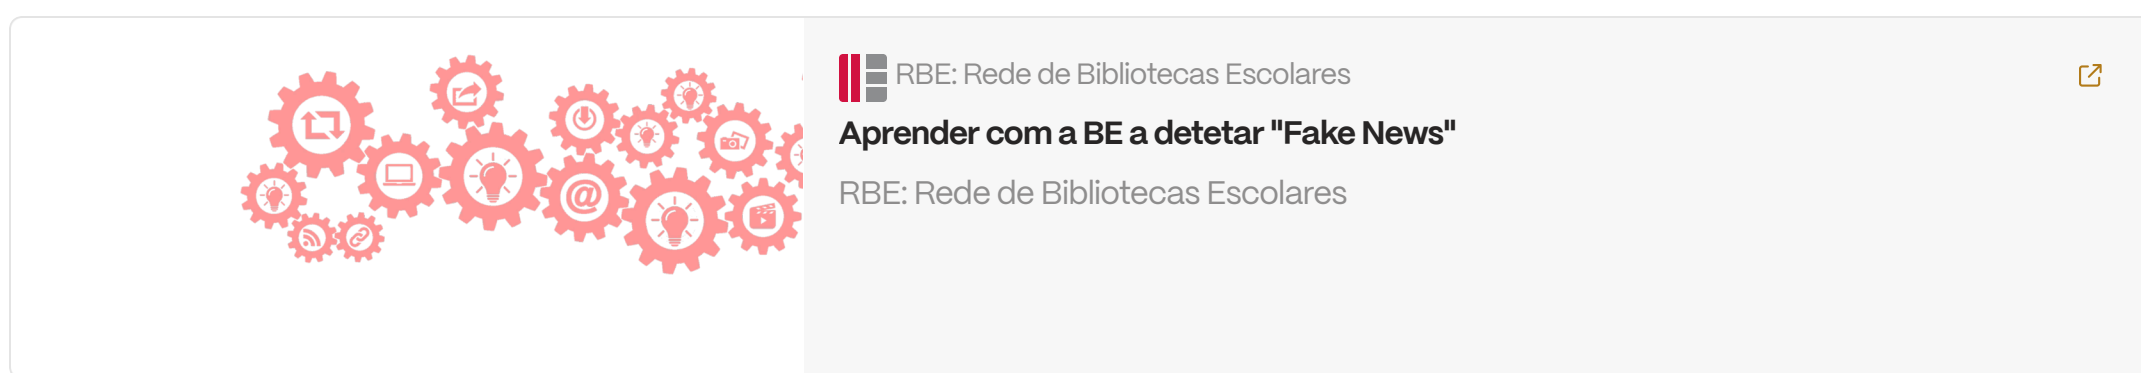 RBE: Rede de Bibliotecas Escolares
Aprender com a BE a detetar "Fake News"
RBE: Rede de Bibliotecas Escolares
@